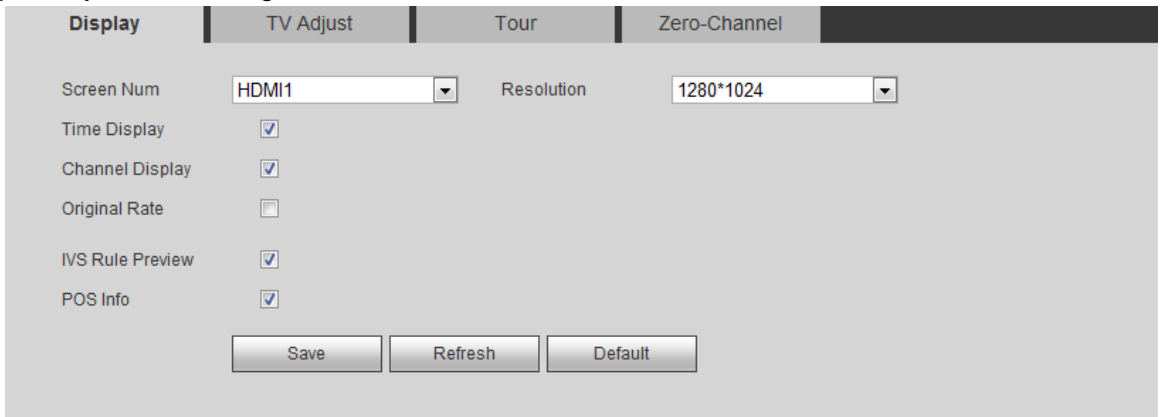 Display TV Adjust Tour Zero-Channel
Screen Num HDMI1 Resolution 1280*1024
Time Display
Channel Display
Original Rate
IVS Rule Preview
POS Info
Save Refresh Default